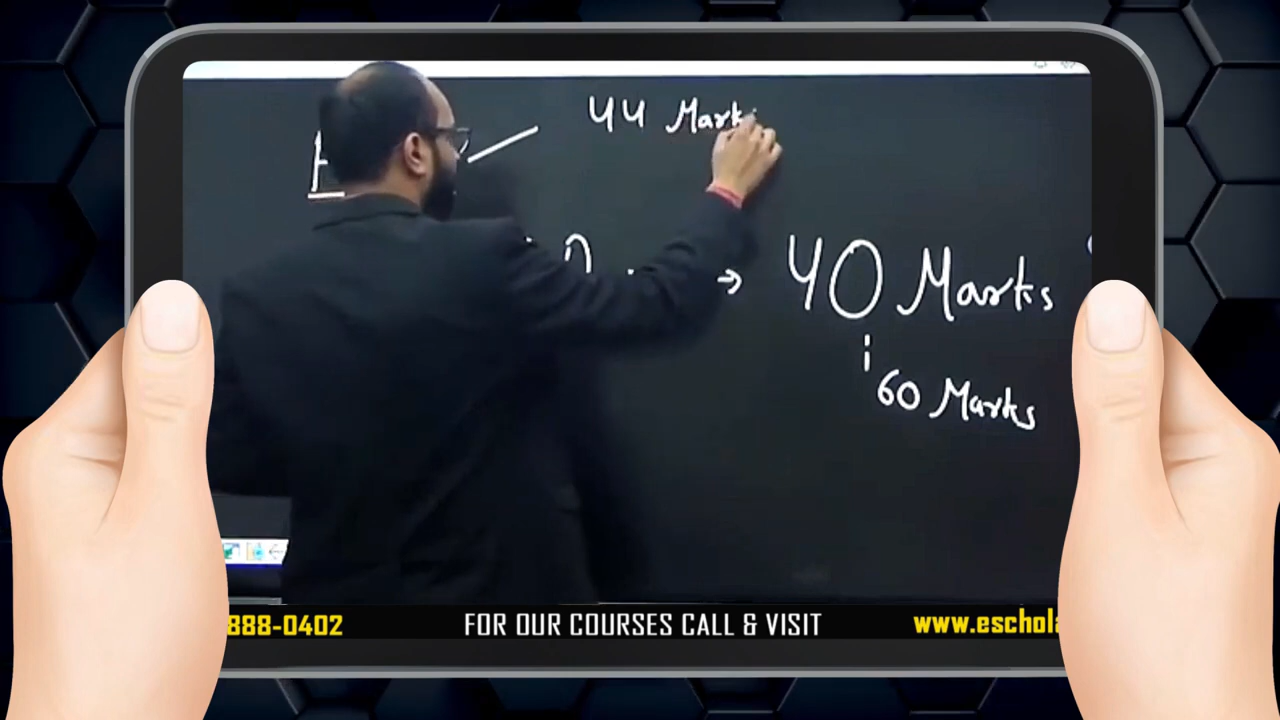 44 Marks
→ 40 Marks
60 Marks
888-0402 FOR OUR COURSES CALL & VISIT www.eschola